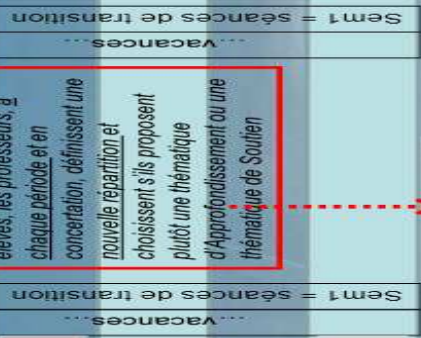 Sem1 = séances de transition
...vacances...
élèves, les professeurs, à
chaque période et en
concertation, définissent une
nouvelle répartition et
choisissent s'ils proposent
plutôt une thématique
d'Approfondissement ou une
thématique de Soutien
Sem1 = séances de transition
...vacances...